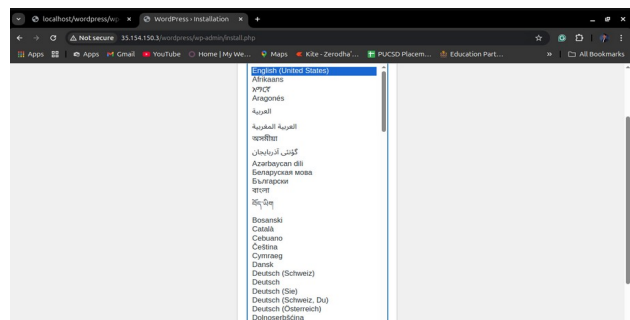 localhost/wordpress/wp
WordPress › Installation
Not secure 35.154.150.3/wordpress/wp-admin/install.php
Apps Apps Gmail YouTube Home | My We... Maps Kite - Zerodha'... PUCSD Placem... Education Part... » All Bookmarks
English (United States)
Afrikaans
አማርኛ
Aragonés
العربية
العربية المغربية
অসমীয়া
گؤنئی آذربایجان
Azərbaycan dili
Беларуская мова
Български
বাংলা
བོད་ཡིག
Bosanski
Català
Cebuano
Čeština
Cymraeg
Dansk
Deutsch (Schweiz)
Deutsch
Deutsch (Sie)
Deutsch (Schweiz, Du)
Deutsch (Österreich)
Dolnoserbšćina